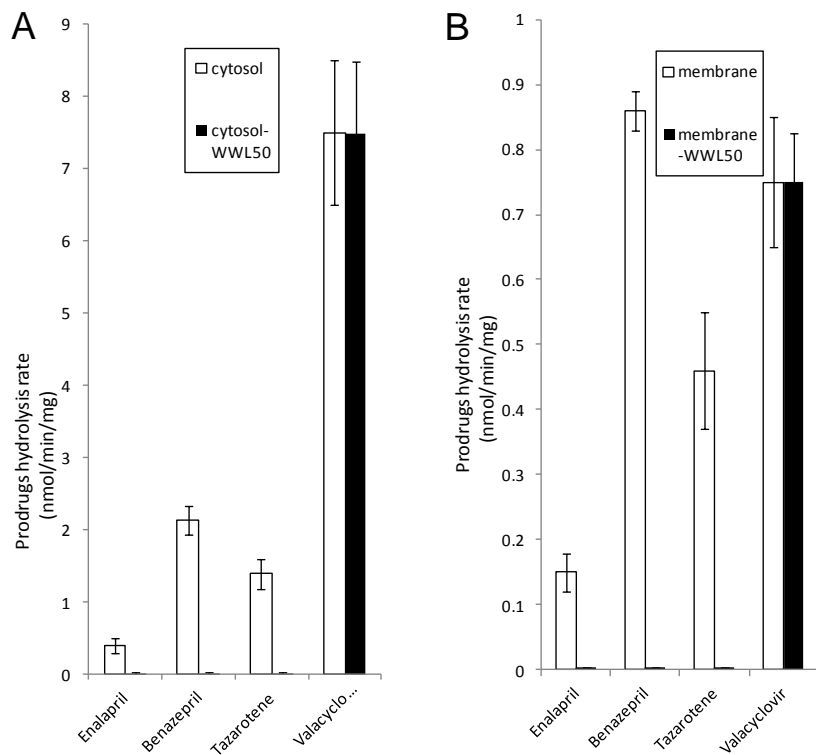 A
cytosol
cytosol-
WWL50
Prodrugs hydrolysis rate
(nmol/min/mg)
9
8
7
6
5
4
3
2
1
0
Enalapril
Benazepril
Tazarotene
Valacyclo...
B
membrane
membrane
-WWL50
Prodrugs hydrolysis rate
(nmol/min/mg)
1
0.9
0.8
0.7
0.6
0.5
0.4
0.3
0.2
0.1
0
Enalapril
Benazepril
Tazarotene
Valacyclovir